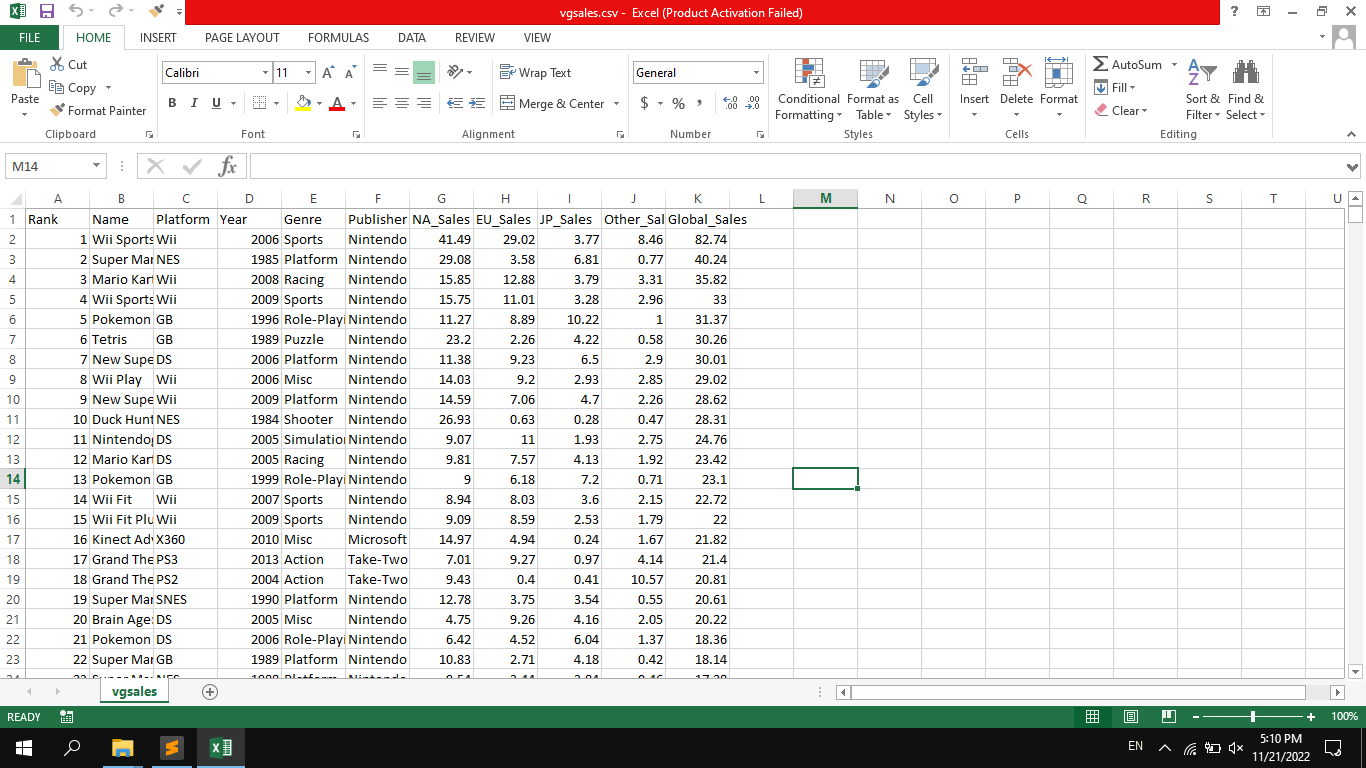 vgsales.csv - Excel (Product Activation Failed)
FILE HOME INSERT PAGE LAYOUT FORMULAS DATA REVIEW VIEW
Cut
Copy
Format Painter
Paste
Clipboard
Calibri 11
B I U
Font
Wrap Text
Merge & Center
Alignment
General
$ % ,
Number
Conditional Formatting
Format as Table
Cell Styles
Styles
Insert Delete Format
Cells
AutoSum
Fill
Clear
Sort & Filter
Find & Select
Editing
M14 fx
A B C D E F G H I J K L M N O P Q R S T U
1 Rank Name Platform Year Genre Publisher NA_Sales EU_Sales JP_Sales Other_Sal Global_Sales
2 1 Wii Sports Wii 2006 Sports Nintendo 41.49 29.02 3.77 8.46 82.74
3 2 Super Mar NES 1985 Platform Nintendo 29.08 3.58 6.81 0.77 40.24
4 3 Mario Kart Wii 2008 Racing Nintendo 15.85 12.88 3.79 3.31 35.82
5 4 Wii Sports Wii 2009 Sports Nintendo 15.75 11.01 3.28 2.96 33
6 5 Pokemon GB 1996 Role-Playi Nintendo 11.27 8.89 10.22 1 31.37
7 6 Tetris GB 1989 Puzzle Nintendo 23.2 2.26 4.22 0.58 30.26
8 7 New Supe DS 2006 Platform Nintendo 11.38 9.23 6.5 2.9 30.01
9 8 Wii Play Wii 2006 Misc Nintendo 14.03 9.2 2.93 2.85 29.02
10 9 New Supe Wii 2009 Platform Nintendo 14.59 7.06 4.7 2.26 28.62
11 10 Duck Hunt NES 1984 Shooter Nintendo 26.93 0.63 0.28 0.47 28.31
12 11 Nintendog DS 2005 Simulation Nintendo 9.07 11 1.93 2.75 24.76
13 12 Mario Kart DS 2005 Racing Nintendo 9.81 7.57 4.13 1.92 23.42
14 13 Pokemon GB 1999 Role-Playi Nintendo 9 6.18 7.2 0.71 23.1
15 14 Wii Fit Wii 2007 Sports Nintendo 8.94 8.03 3.6 2.15 22.72
16 15 Wii Fit Plu Wii 2009 Sports Nintendo 9.09 8.59 2.53 1.79 22
17 16 Kinect Adv X360 2010 Misc Microsoft 14.97 4.94 0.24 1.67 21.82
18 17 Grand The PS3 2013 Action Take-Two 7.01 9.27 0.97 4.14 21.4
19 18 Grand The PS2 2004 Action Take-Two 9.43 0.4 0.41 10.57 20.81
20 19 Super Mar SNES 1990 Platform Nintendo 12.78 3.75 3.54 0.55 20.61
21 20 Brain Age: DS 2005 Misc Nintendo 4.75 9.26 4.16 2.05 20.22
22 21 Pokemon DS 2006 Role-Playi Nintendo 6.42 4.52 6.04 1.37 18.36
23 22 Super Mar GB 1989 Platform Nintendo 10.83 2.71 4.18 0.42 18.14
vgsales
READY 100%
EN
5:10 PM
11/21/2022